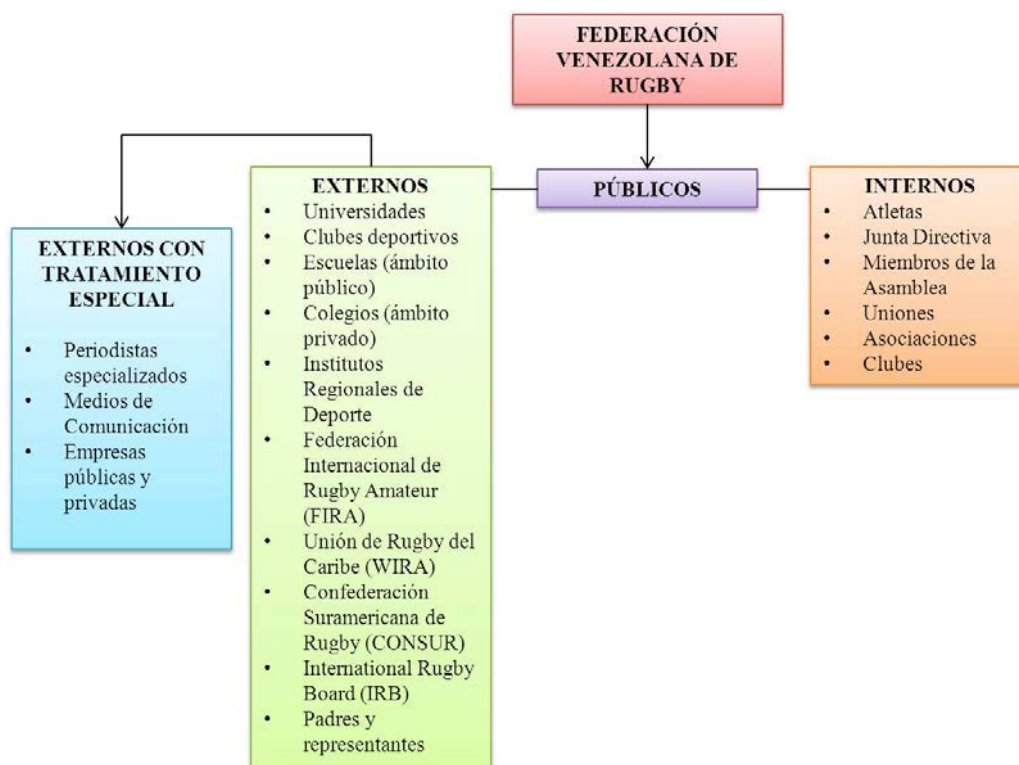 FEDERACIÓN
VENEZOLANA DE
RUGBY
PÚBLICOS
EXTERNOS CON
TRATAMIENTO
ESPECIAL
• Periodistas
especializados
• Medios de
Comunicación
• Empresas
públicas y
privadas
EXTERNOS
• Universidades
• Clubes deportivos
• Escuelas (ámbito
público)
• Colegios (ámbito
privado)
• Institutos
Regionales de
Deporte
• Federación
Internacional de
Rugby Amateur
(FIRA)
• Unión de Rugby del
Caribe (WIRA)
• Confederación
Suramericana de
Rugby (CONSUR)
• International Rugby
Board (IRB)
• Padres y
representantes
INTERNOS
• Atletas
• Junta Directiva
• Miembros de la
Asamblea
• Uniones
• Asociaciones
• Clubes